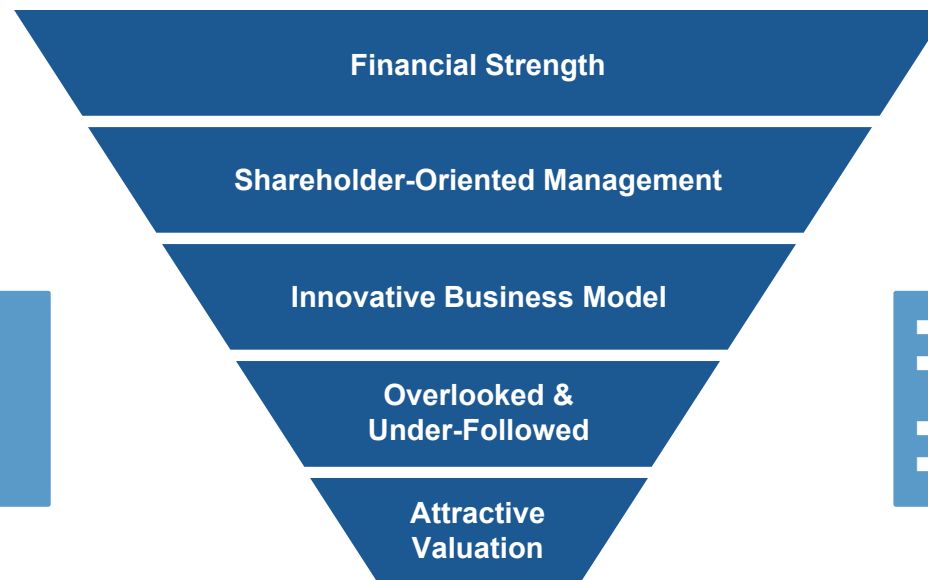 Financial Strength
Shareholder-Oriented Management
Innovative Business Model
Overlooked &
Under-Followed
Attractive
Valuation